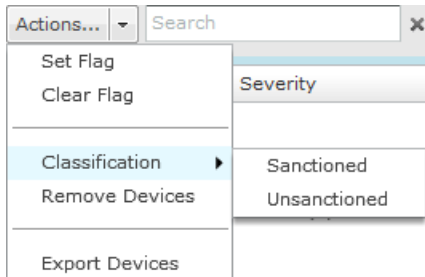 Actions...
Search
Set Flag
Clear Flag
Severity
Classification
Sanctioned
Remove Devices
Unsanctioned
Export Devices